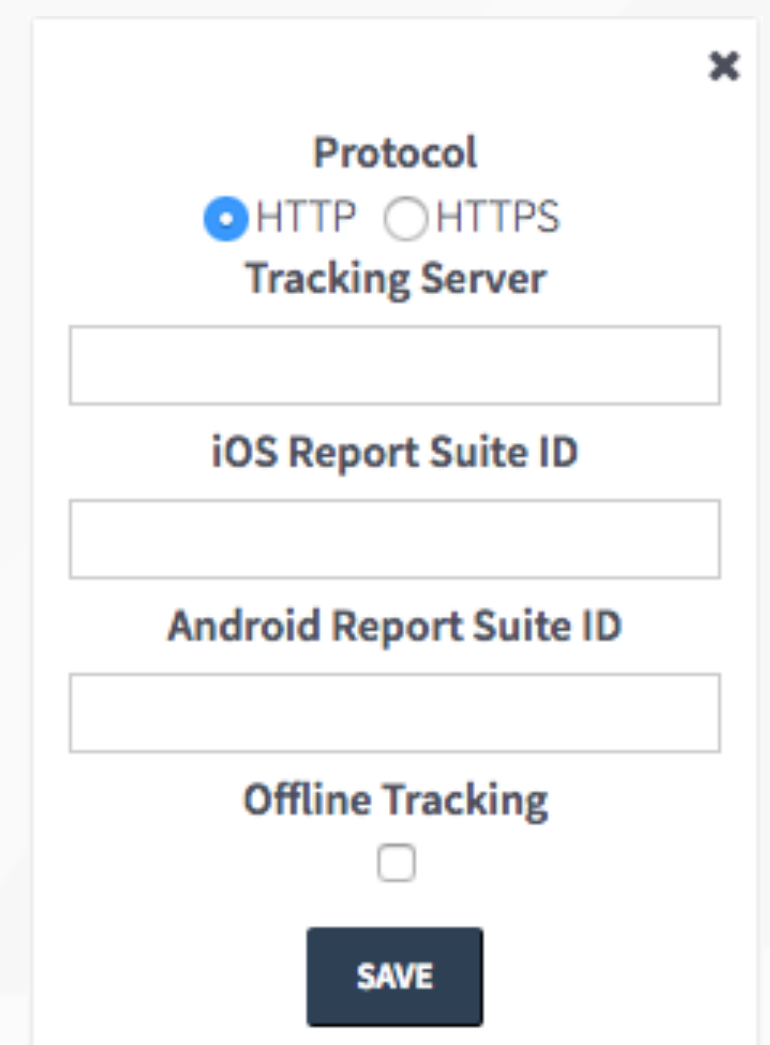 Protocol
HTTP HTTPS
Tracking Server
iOS Report Suite ID
Android Report Suite ID
Offline Tracking
SAVE